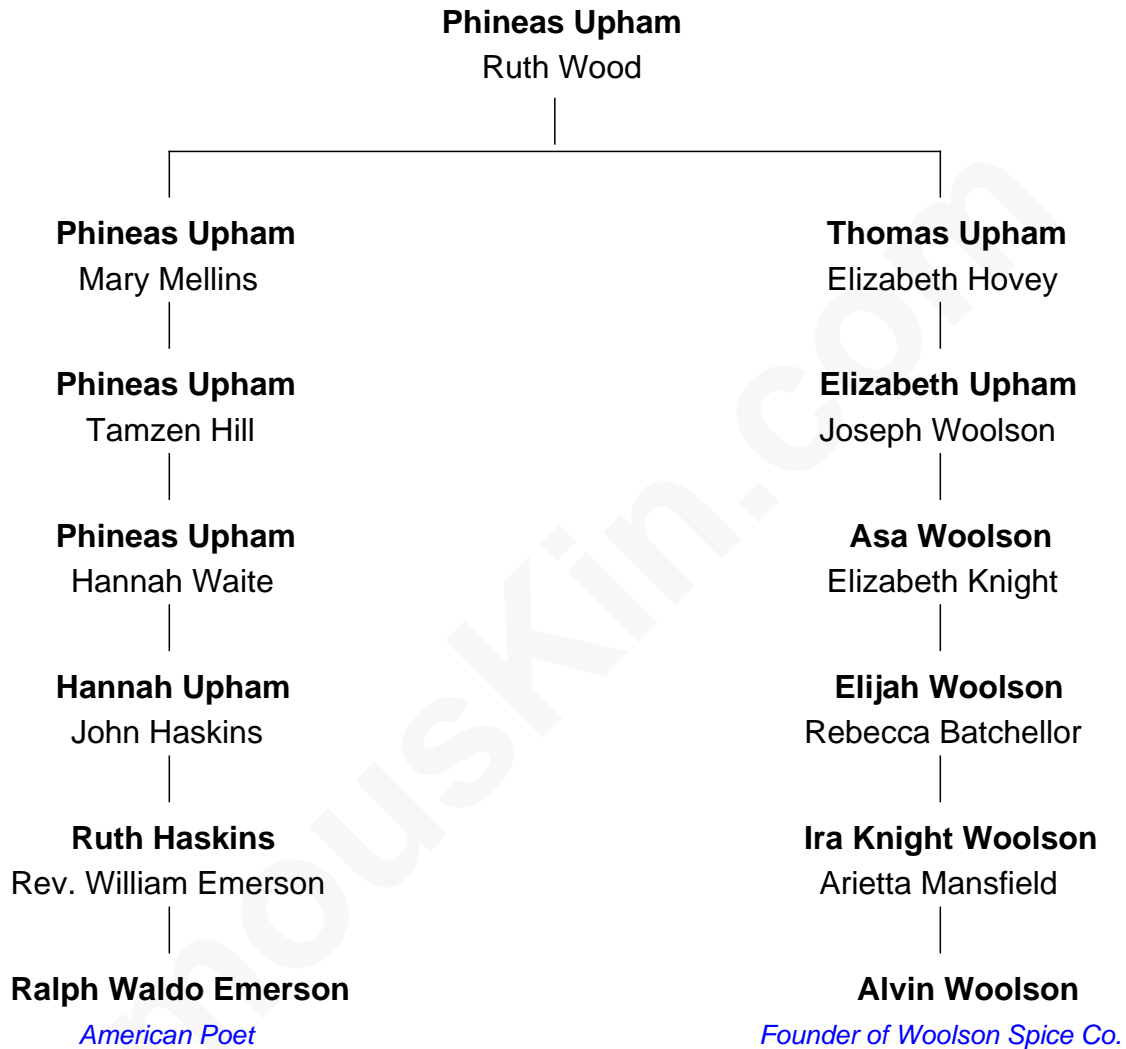 Phineas Upham
Ruth Wood
Phineas Upham
Mary Mellins
Thomas Upham
Elizabeth Hovey
Phineas Upham
Tamzen Hill
Elizabeth Upham
Joseph Woolson
Phineas Upham
Hannah Waite
Asa Woolson
Elizabeth Knight
Hannah Upham
John Haskins
Elijah Woolson
Rebecca Batchellor
Ruth Haskins
Rev. William Emerson
Ira Knight Woolson
Arietta Mansfield
Ralph Waldo Emerson
American Poet
Alvin Woolson
Founder of Woolson Spice Co.
mousKin.com